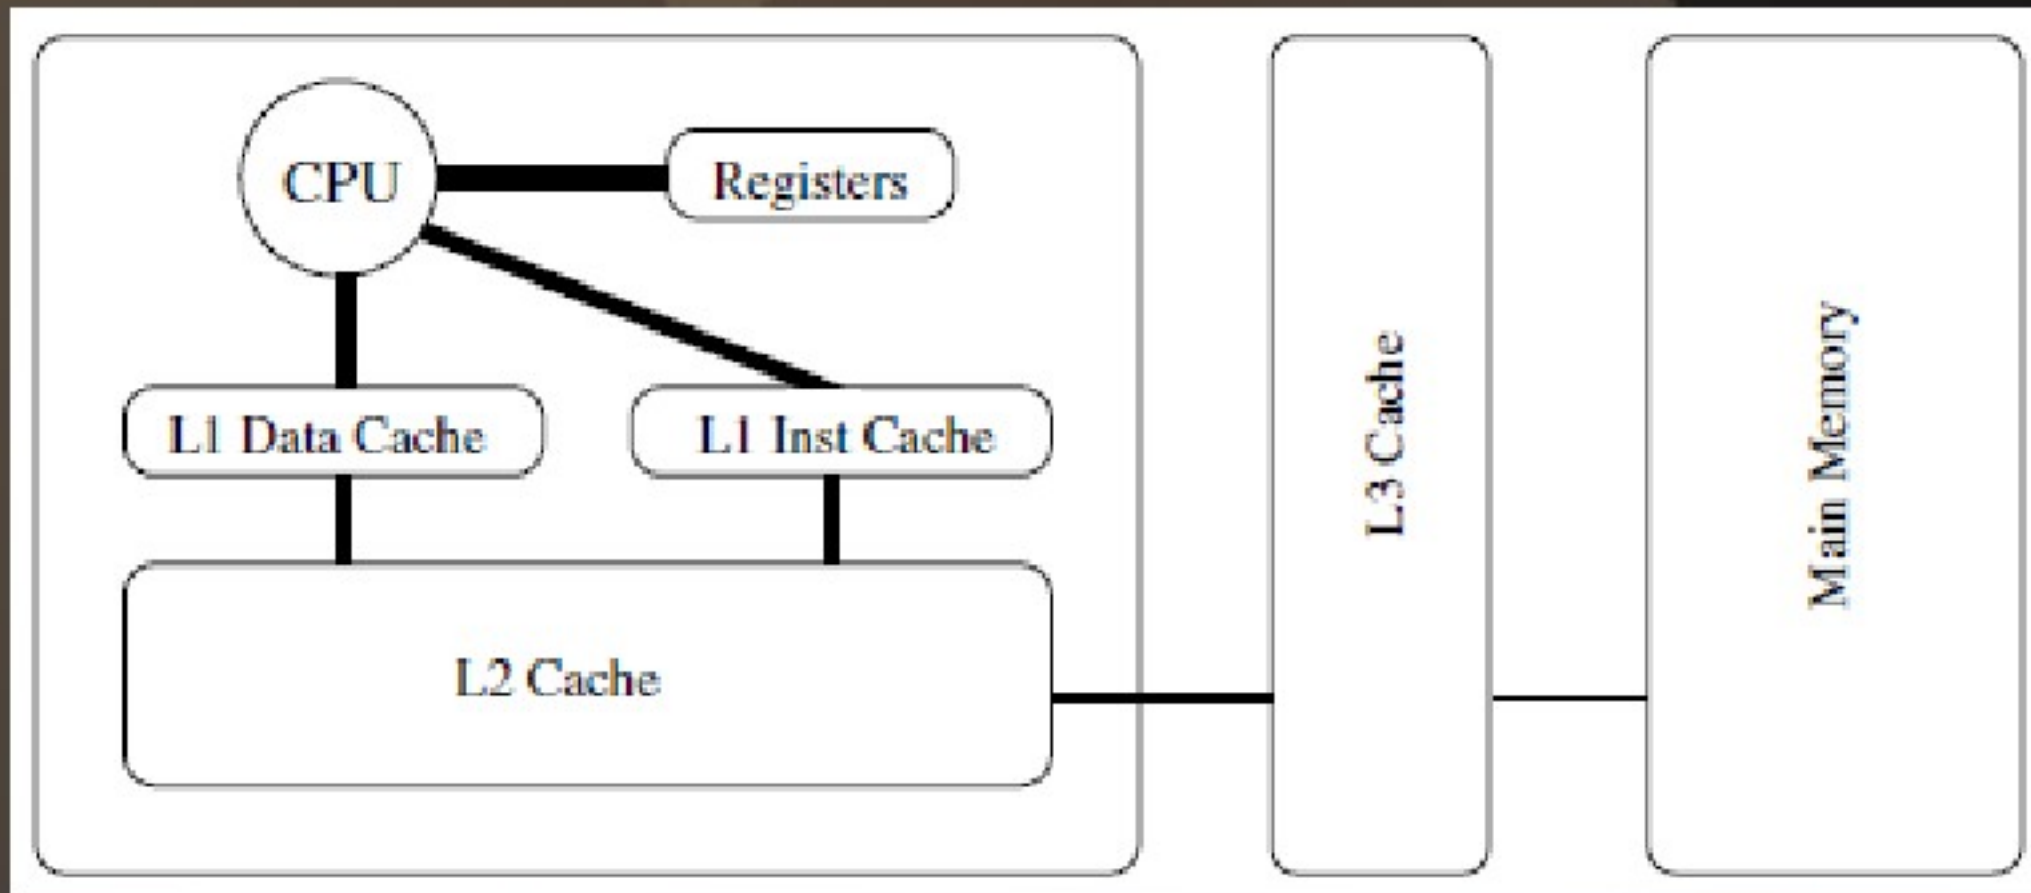 CPU
Registers
L1 Data Cache
L1 Inst Cache
L2 Cache
L3 Cache
Main Memory